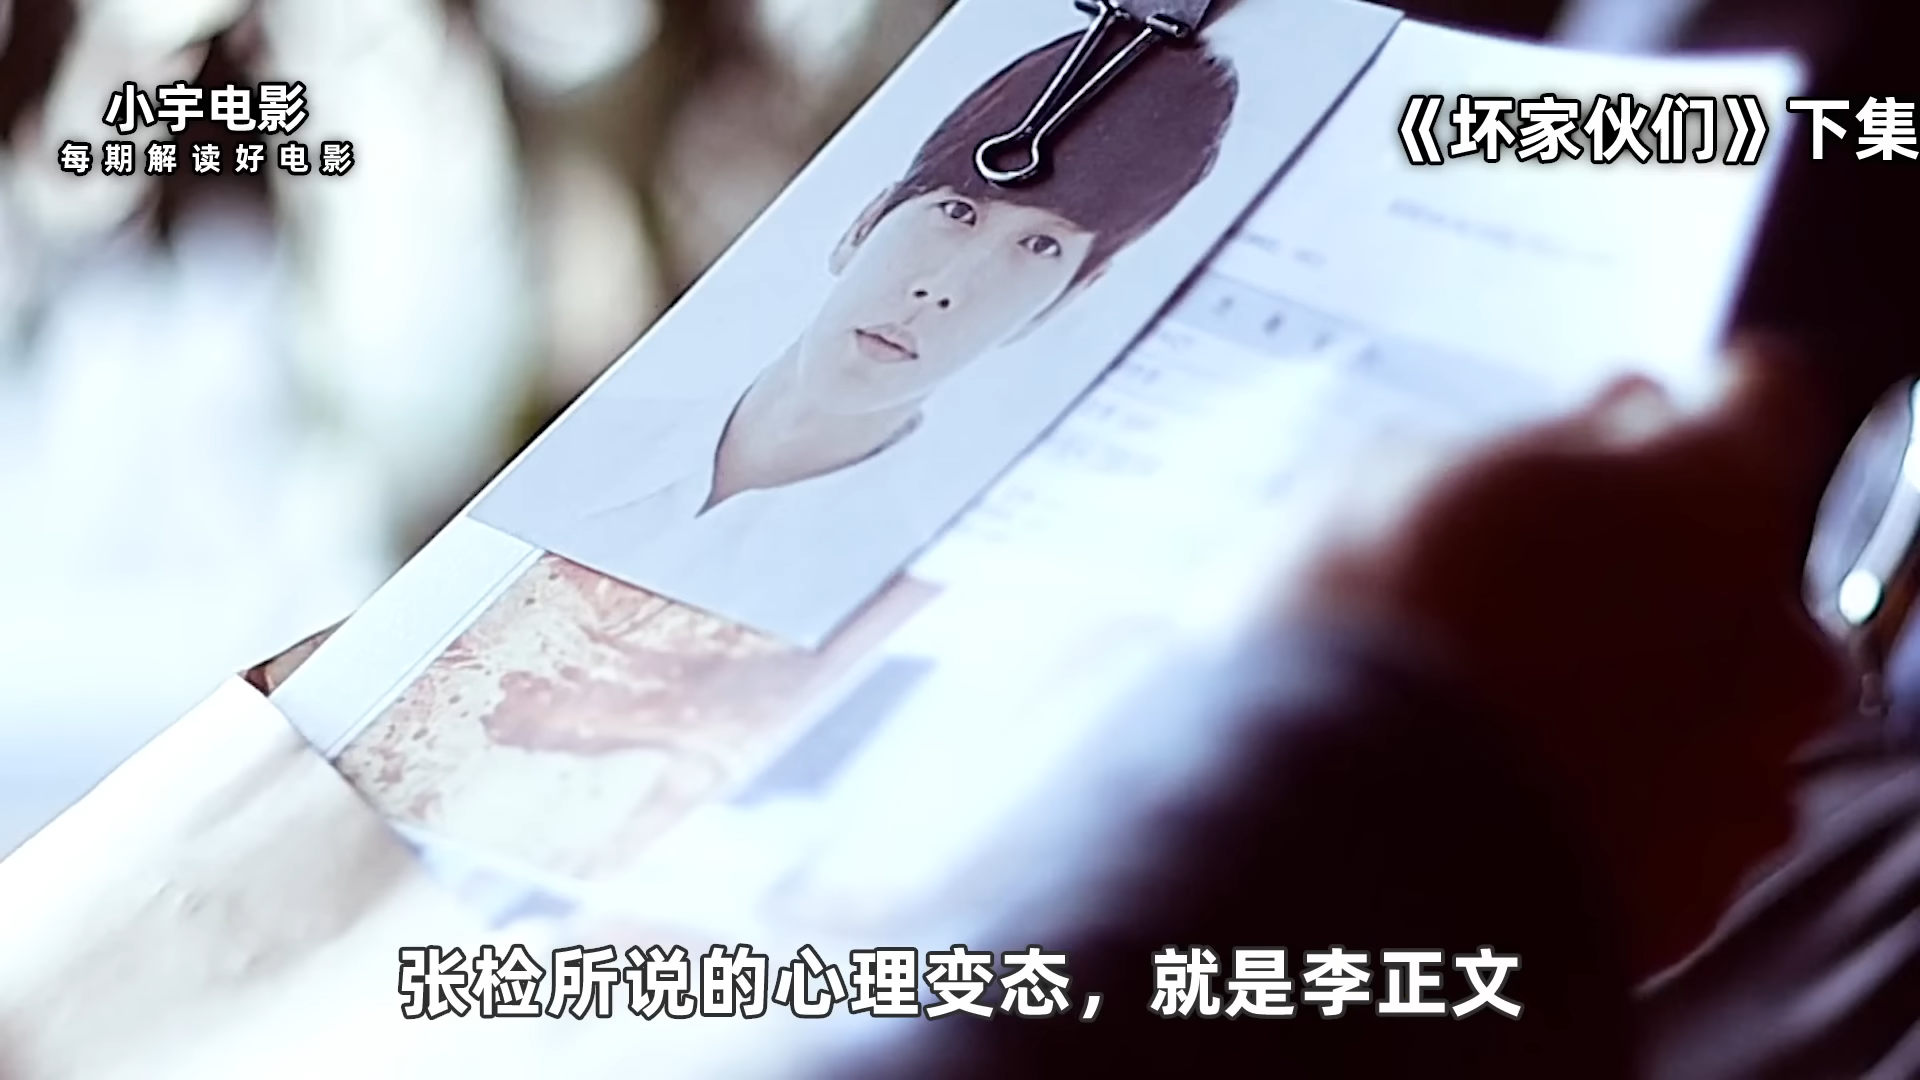 小宇电影
每期解读好电影
《坏家伙们》下集
张检所说的心理变态，就是李正文